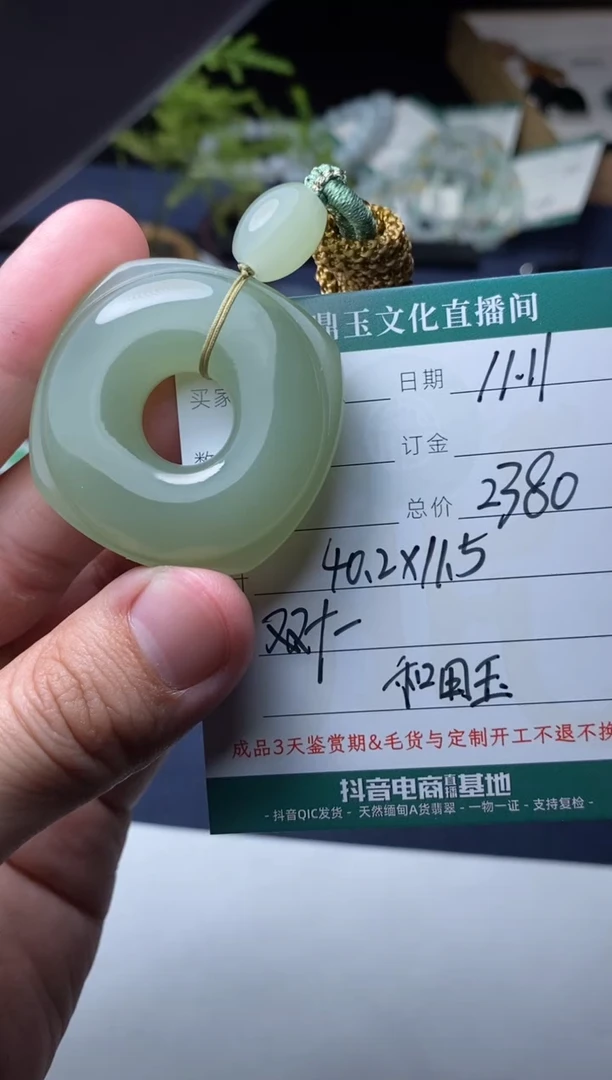 鼎玉文化直播间
买家 日期 11.11
数 订金
总价 2380
40.2×11.5
双十一
和田玉
成品3天鉴赏期&毛货与定制开工不退不换
抖音电商直播基地
- 抖音QIC发货 - 天然缅甸A货翡翠 - 一物一证 - 支持复检 -